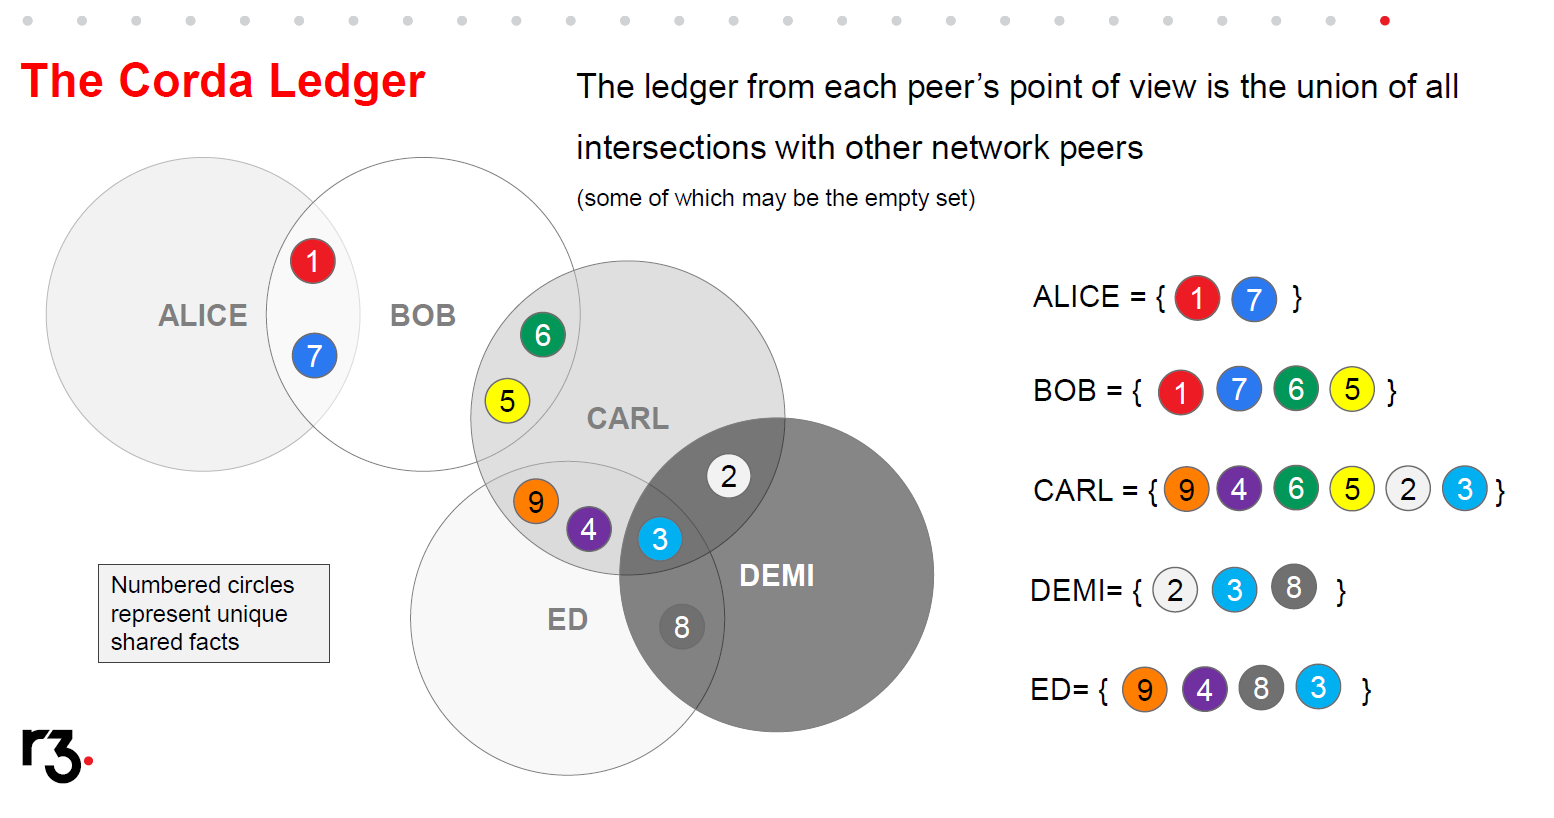 The Corda Ledger
The ledger from each peer’s point of view is the union of all
intersections with other network peers
(some of which may be the empty set)
ALICE
BOB
CARL
DEMI
ED
1
7
6
5
9
4
3
2
8
ALICE = { 1 7 }
BOB = { 1 7 6 5 }
CARL = { 9 4 6 5 2 3 }
DEMI= { 2 3 8 }
ED= { 9 4 8 3 }
Numbered circles
represent unique
shared facts
r3.